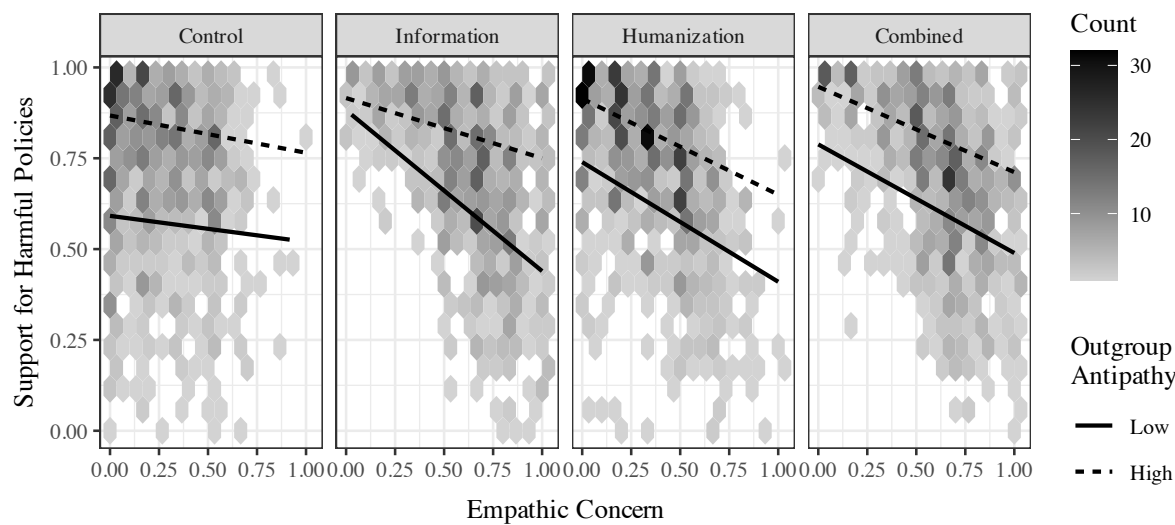 Control Information Humanization Combined
Support for Harmful Policies
1.00
0.75
0.50
0.25
0.00
0.00 0.25 0.50 0.75 1.00 0.00 0.25 0.50 0.75 1.00 0.00 0.25 0.50 0.75 1.00 0.00 0.25 0.50 0.75 1.00
Empathic Concern
Count
30
20
10
Outgroup
Antipathy
Low
High